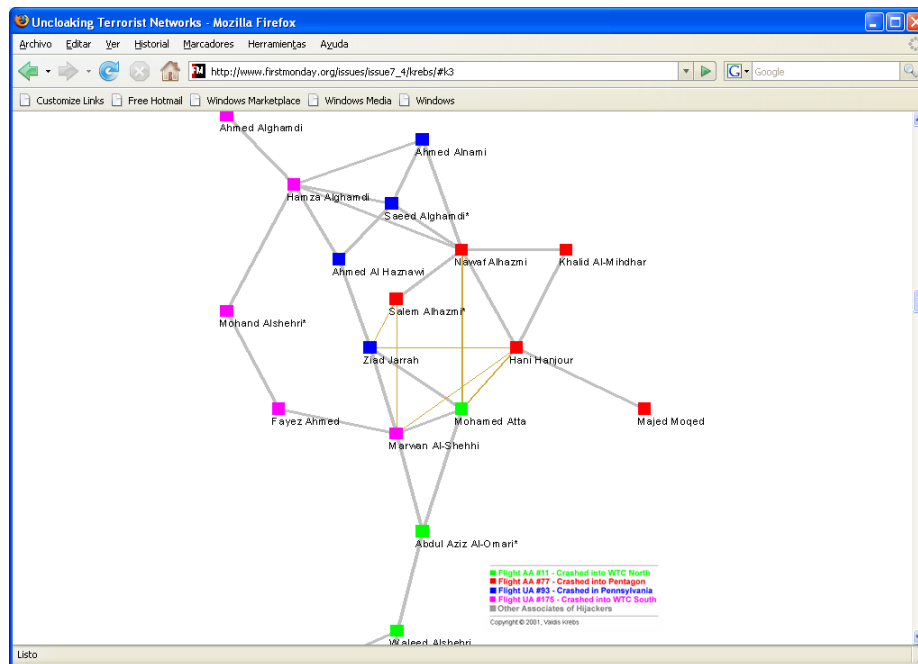 Uncloaking Terrorist Networks - Mozilla Firefox
Archivo Editar Ver Historial Marcadores Herramientas Ayuda
http://www.firstmonday.org/issues/issue7_4/krebs/#k3
G Google
Customize Links Free Hotmail Windows Marketplace Windows Media Windows
Ahmed Alghamdi
Ahmed Alnami
Hamza Alghamdi
Saeed Alghamdi*
Nawaf Alhazmi
Khalid Al-Mihdhar
Ahmed Al Haznawi
Salem Alhazmi*
Mohand Alshehri*
Ziad Jarrah
Hani Hanjour
Fayez Ahmed
Mohamed Atta
Majed Moqed
Marwan Al-Shehhi
Abdul Aziz Al-Omari*
Flight AA #11 - Crashed into WTC North
Flight AA #77 - Crashed into Pentagon
Flight UA #93 - Crashed in Pennsylvania
Flight UA #175 - Crashed into WTC South
Other Associates of Hijackers
Copyright © 2001, Valdis Krebs
Waleed Alshehri
Listo